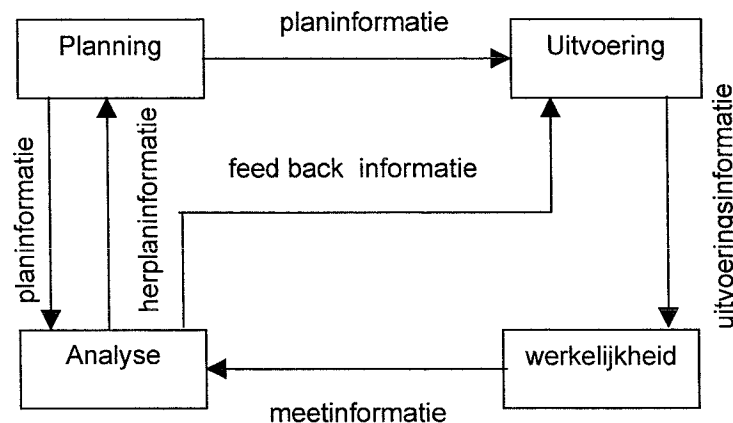 planinformatie
Planning
Uitvoering
planinformatie
herplaninformatie
feed back informatie
uitvoeringsinformatie
Analyse
werkelijkheid
meetinformatie